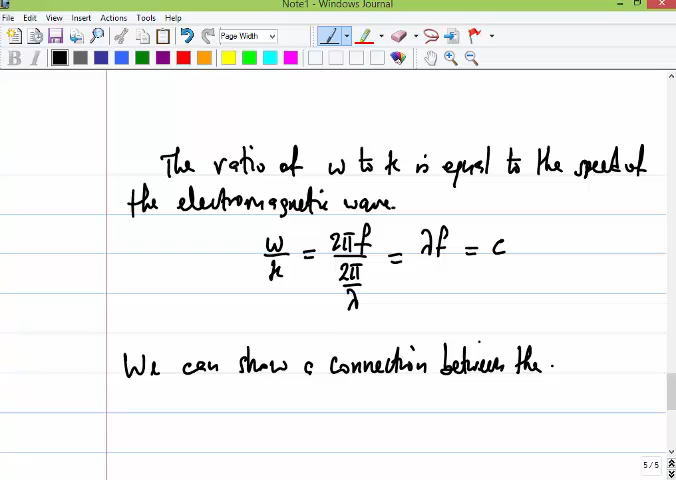 Note1 - Windows Journal
File Edit View Insert Actions Tools Help
Page Width
B I
The ratio of ω to k is equal to the speed of
the electromagnetic wave.
ω/k = 2πf/(2π/λ) = λf = c
We can show a connection between the
5/5